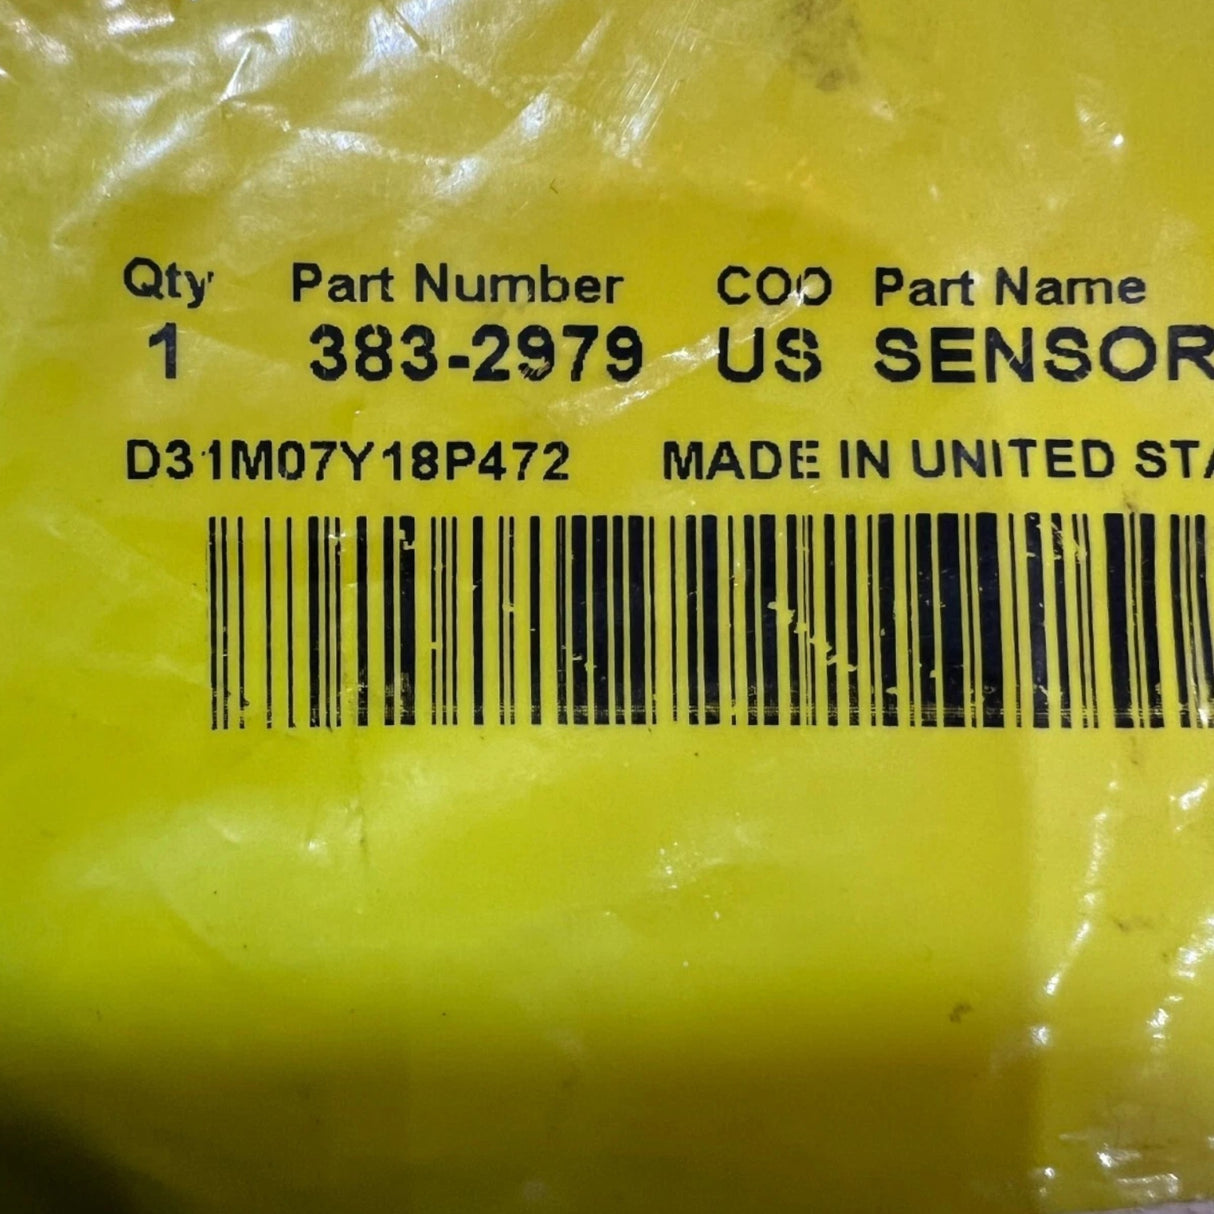 Qty Part Number COO Part Name
1 383-2979 US SENSOR
D31M07Y18P472 MADE IN UNITED STA